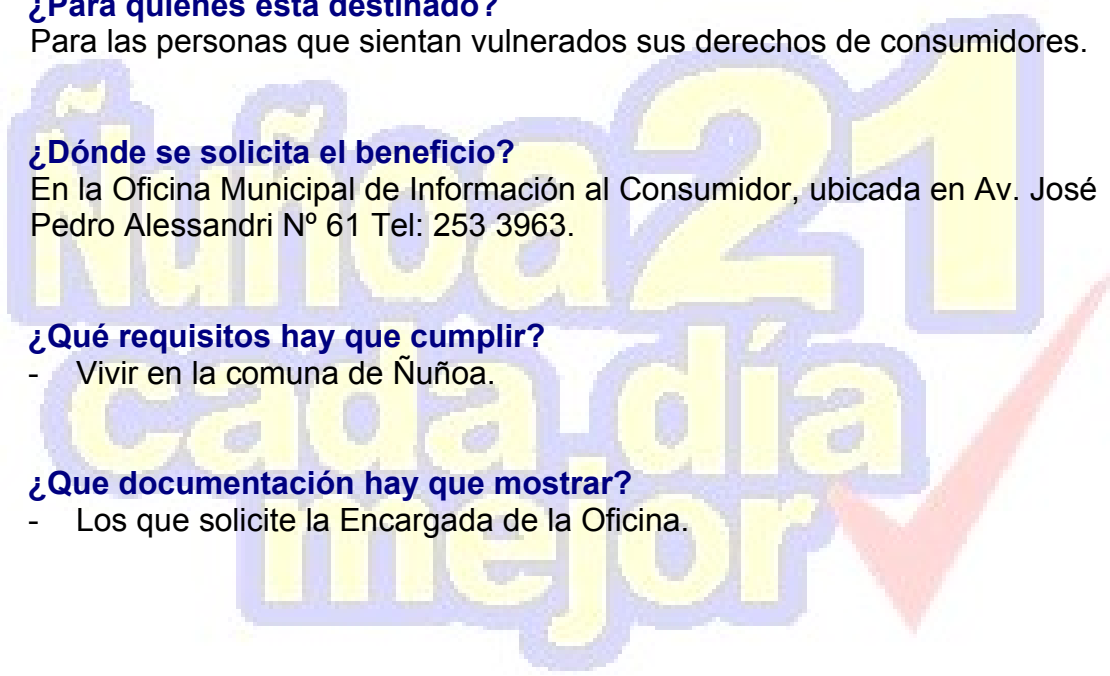 ¿Para quienes está destinado?
Para las personas que sientan vulnerados sus derechos de consumidores.
¿Dónde se solicita el beneficio?
En la Oficina Municipal de Información al Consumidor, ubicada en Av. José
Pedro Alessandri Nº 61 Tel: 253 3963.
¿Qué requisitos hay que cumplir?
- Vivir en la comuna de Ñuñoa.
¿Que documentación hay que mostrar?
- Los que solicite la Encargada de la Oficina.
Ñuñoa 21
cada día
mejor